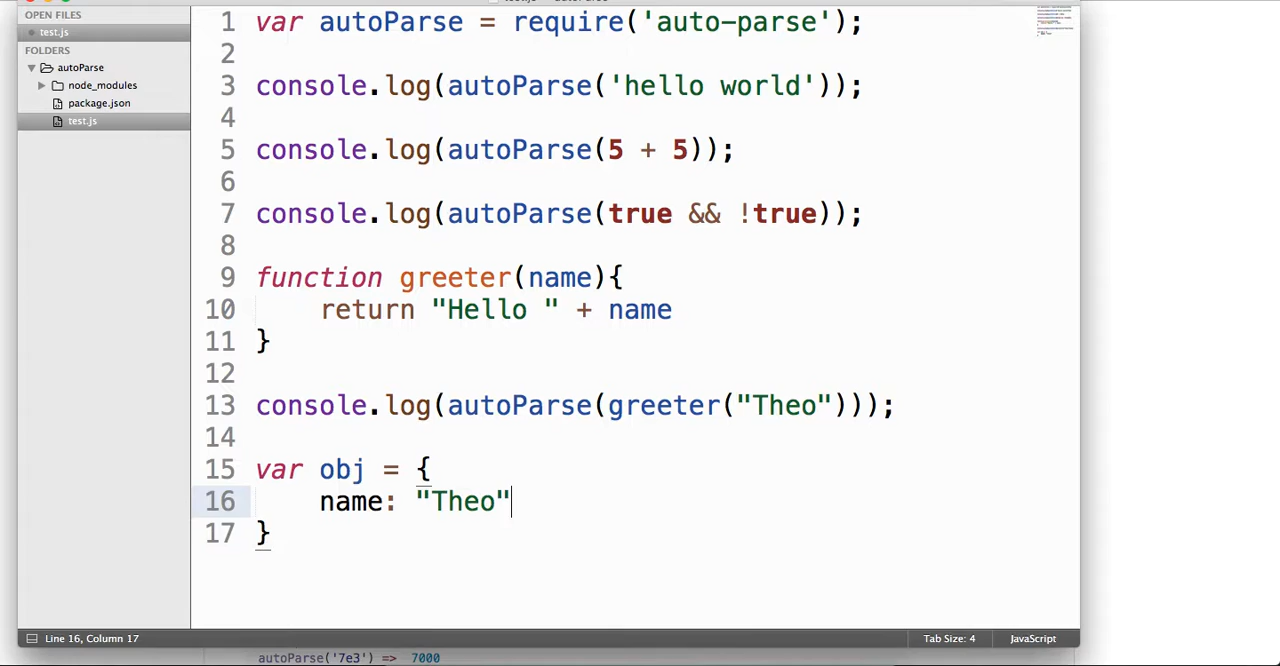 OPEN FILES
test.js
FOLDERS
autoParse
node_modules
package.json
test.js
1 var autoParse = require('auto-parse');
2
3 console.log(autoParse('hello world'));
4
5 console.log(autoParse(5 + 5));
6
7 console.log(autoParse(true && !true));
8
9 function greeter(name){
10 return "Hello " + name
11 }
12
13 console.log(autoParse(greeter("Theo")));
14
15 var obj = {
16 name: "Theo"
17 }
Line 16, Column 17 Tab Size: 4 JavaScript
autoParse('7e3') => 7000